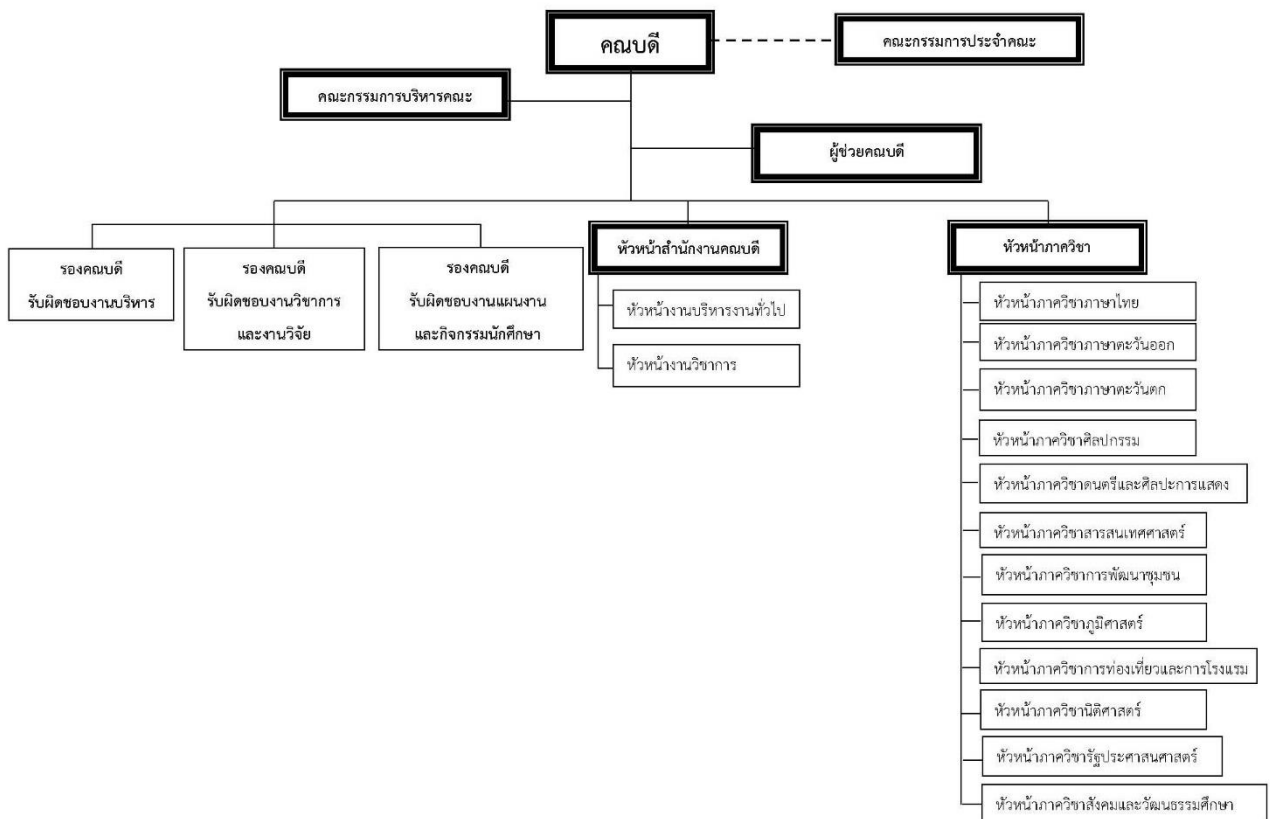 คณบดี
คณะกรรมการประจำคณะ
คณะกรรมการบริหารคณะ
ผู้ช่วยคณบดี
รองคณบดี
รับผิดชอบงานบริหาร
รองคณบดี
รับผิดชอบงานวิชาการ
และงานวิจัย
รองคณบดี
รับผิดชอบงานแผนงาน
และกิจกรรมนักศึกษา
หัวหน้าสำนักงานคณบดี
หัวหน้างานบริหารงานทั่วไป
หัวหน้างานวิชาการ
หัวหน้าภาควิชา
หัวหน้าภาควิชาภาษาไทย
หัวหน้าภาควิชาภาษาตะวันออก
หัวหน้าภาควิชาภาษาตะวันตก
หัวหน้าภาควิชาศิลปกรรม
หัวหน้าภาควิชาดนตรีและศิลปะการแสดง
หัวหน้าภาควิชาสารสนเทศศาสตร์
หัวหน้าภาควิชาการพัฒนาชุมชน
หัวหน้าภาควิชาภูมิศาสตร์
หัวหน้าภาควิชาการท่องเที่ยวและการโรงแรม
หัวหน้าภาควิชานิติศาสตร์
หัวหน้าภาควิชารัฐประศาสนศาสตร์
หัวหน้าภาควิชาสังคมและวัฒนธรรมศึกษา